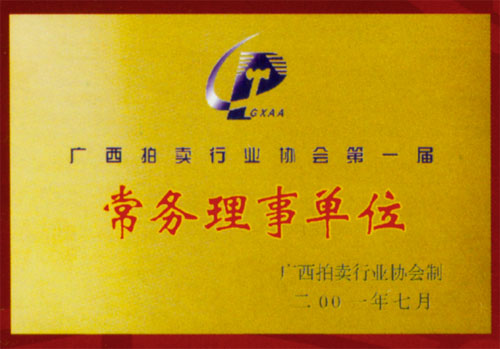 GXAA
广西拍卖行业协会第一届
常务理事单位
广西拍卖行业协会制
二00一年七月